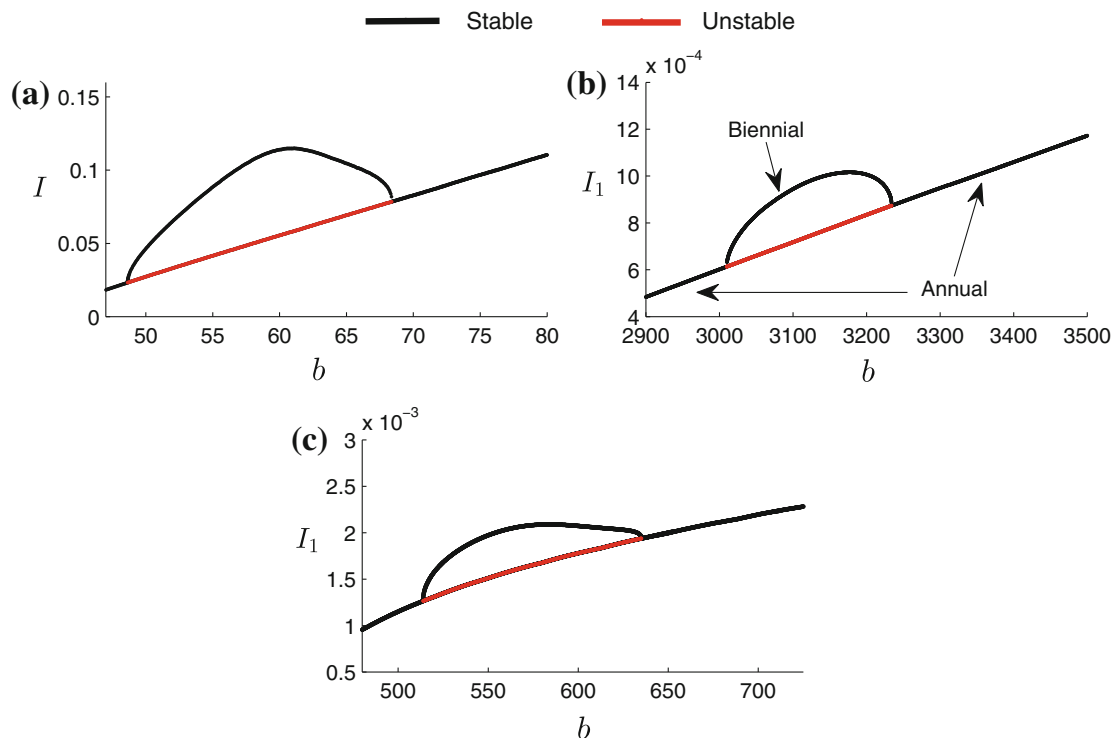 Stable Unstable
(a)
0.15
0.1
0.05
0
I
50 55 60 65 70 75 80
b
(b)
x 10⁻⁴
14
12
10
8
6
4
I₁
Biennial
Annual
2900 3000 3100 3200 3300 3400 3500
b
(c)
x 10⁻³
3
2.5
2
1.5
1
0.5
I₁
500 550 600 650 700
b